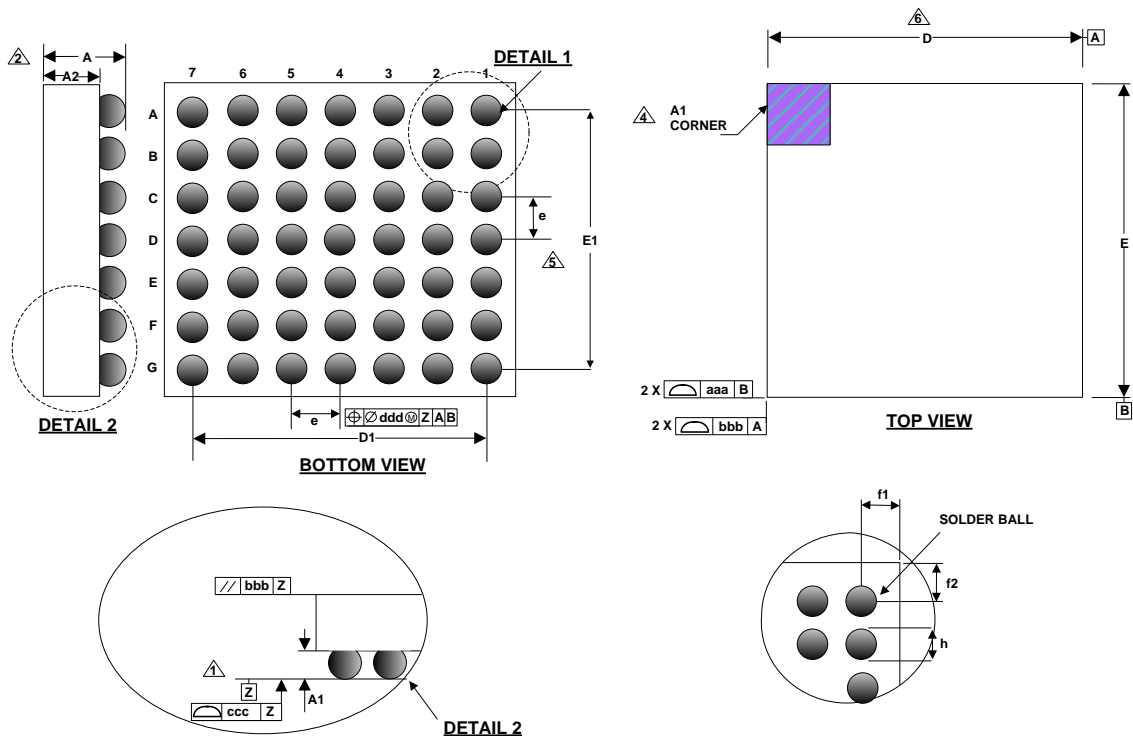 2
A
A2
DETAIL 2
7 6 5 4 3 2 1
A
B
C
D
E
F
G
DETAIL 1
e
E1
5
e
⌖ ⌀ ddd Ⓜ Z A B
D1
BOTTOM VIEW
6
D
A
4
A1
CORNER
E
2 X ⌓ aaa B
2 X ⌓ bbb A
B
TOP VIEW
// bbb Z
1
Z
A1
⌓ ccc Z
DETAIL 2
f1
SOLDER BALL
f2
h